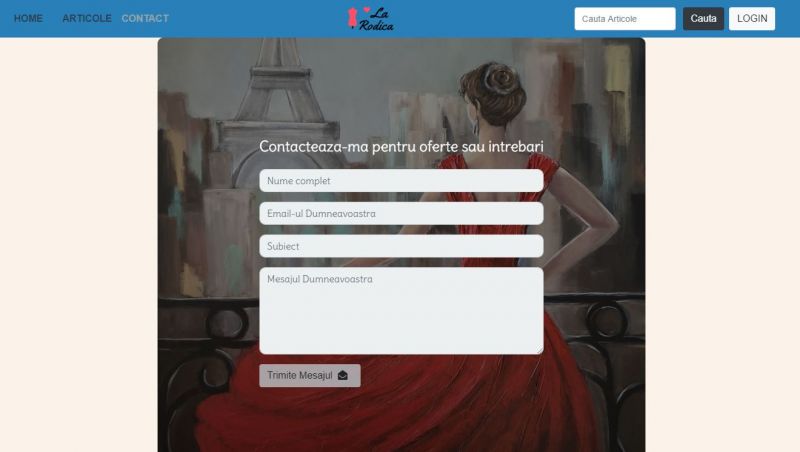 HOME ARTICOLE CONTACT
La
Rodica
Cauta Articole
Cauta
LOGIN
Contacteaza-ma pentru oferte sau intrebari
Nume complet
Email-ul Dumneavoastra
Subiect
Mesajul Dumneavoastra
Trimite Mesajul